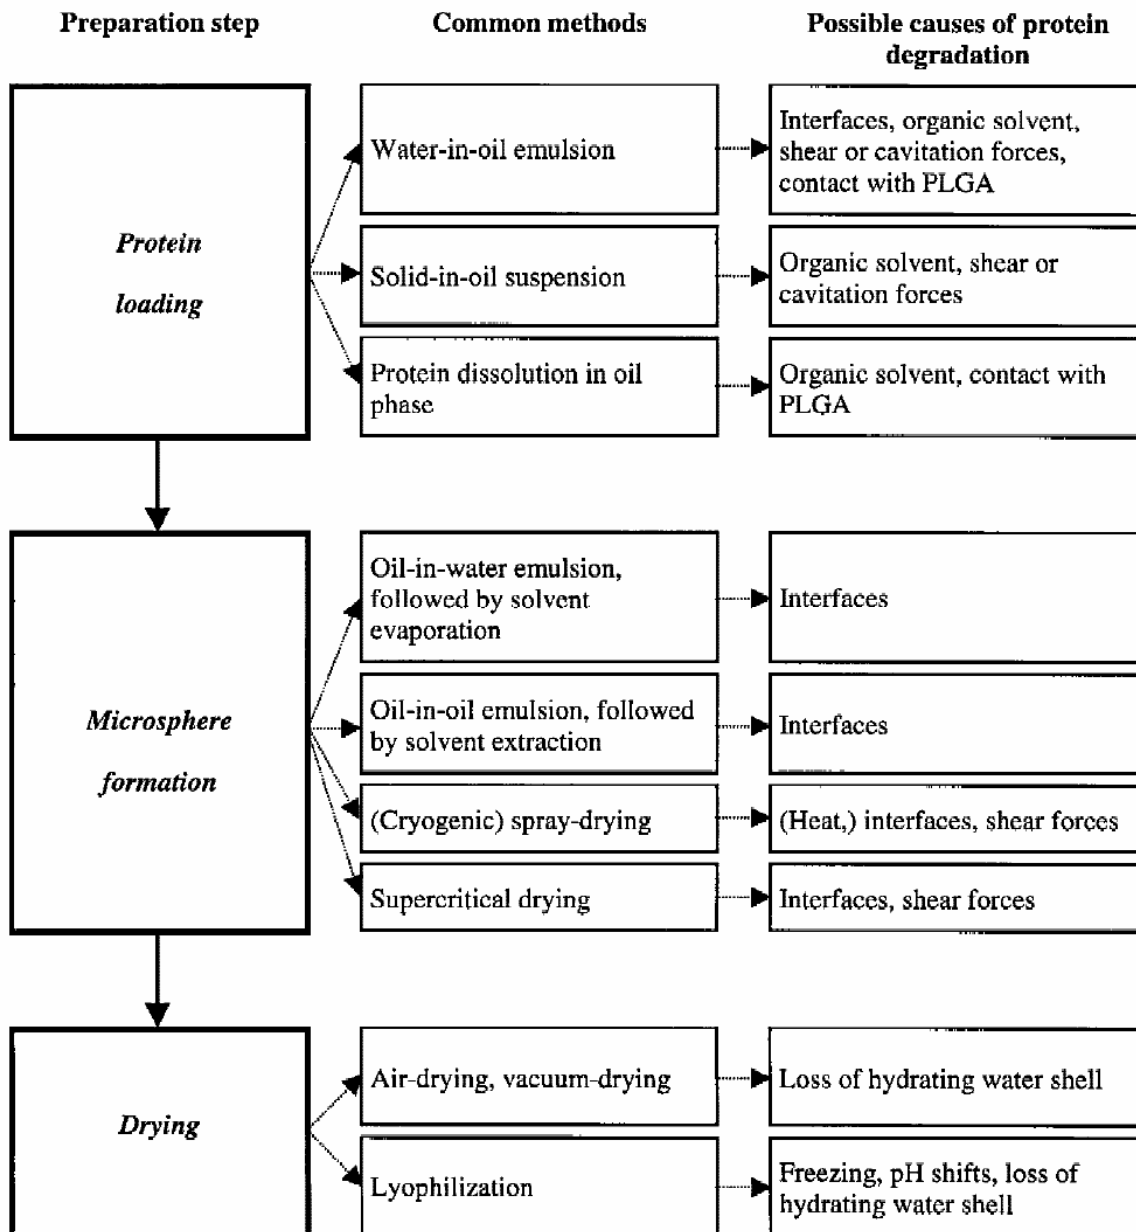 Preparation step
Common methods
Possible causes of protein
degradation
Protein
loading
Water-in-oil emulsion
Interfaces, organic solvent,
shear or cavitation forces,
contact with PLGA
Solid-in-oil suspension
Organic solvent, shear or
cavitation forces
Protein dissolution in oil
phase
Organic solvent, contact with
PLGA
Microsphere
formation
Oil-in-water emulsion,
followed by solvent
evaporation
Interfaces
Oil-in-oil emulsion, followed
by solvent extraction
Interfaces
(Cryogenic) spray-drying
(Heat,) interfaces, shear forces
Supercritical drying
Interfaces, shear forces
Drying
Air-drying, vacuum-drying
Loss of hydrating water shell
Lyophilization
Freezing, pH shifts, loss of
hydrating water shell